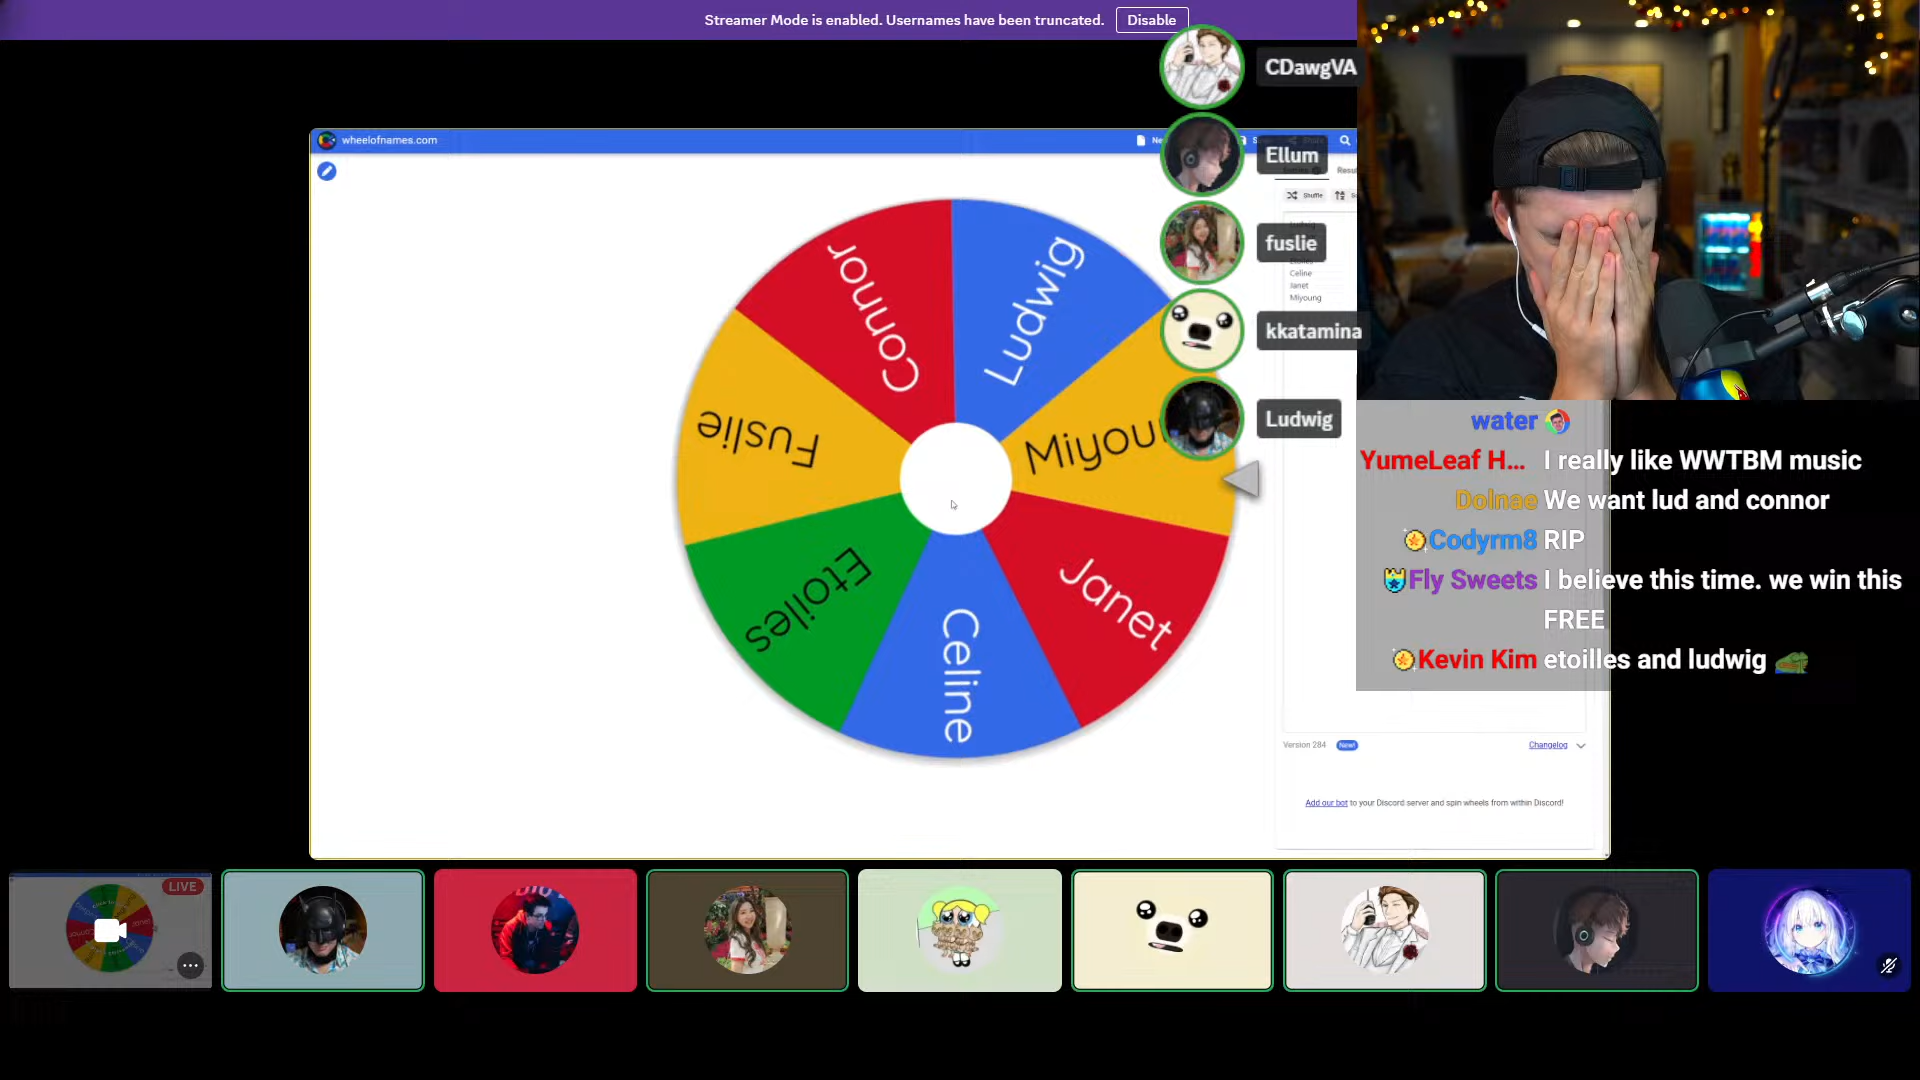 Streamer Mode is enabled. Usernames have been truncated. Disable
CDawgVA
wheelofnames.com
Ellum
Shuffle
fuslie
Celine
Janet
Miyoung
kkatamina
Ludwig
Connor
Ludwig
Fuslie
Etoiles
Celine
Janet
water
YumeLeaf H... I really like WWTBM music
Dolnae We want lud and connor
Codyrm8 RIP
Fly Sweets I believe this time. we win this
FREE
Kevin Kim etoilles and ludwig
Version 284 New! Changelog
Add our bot to your Discord server and spin wheels from within Discord!
LIVE